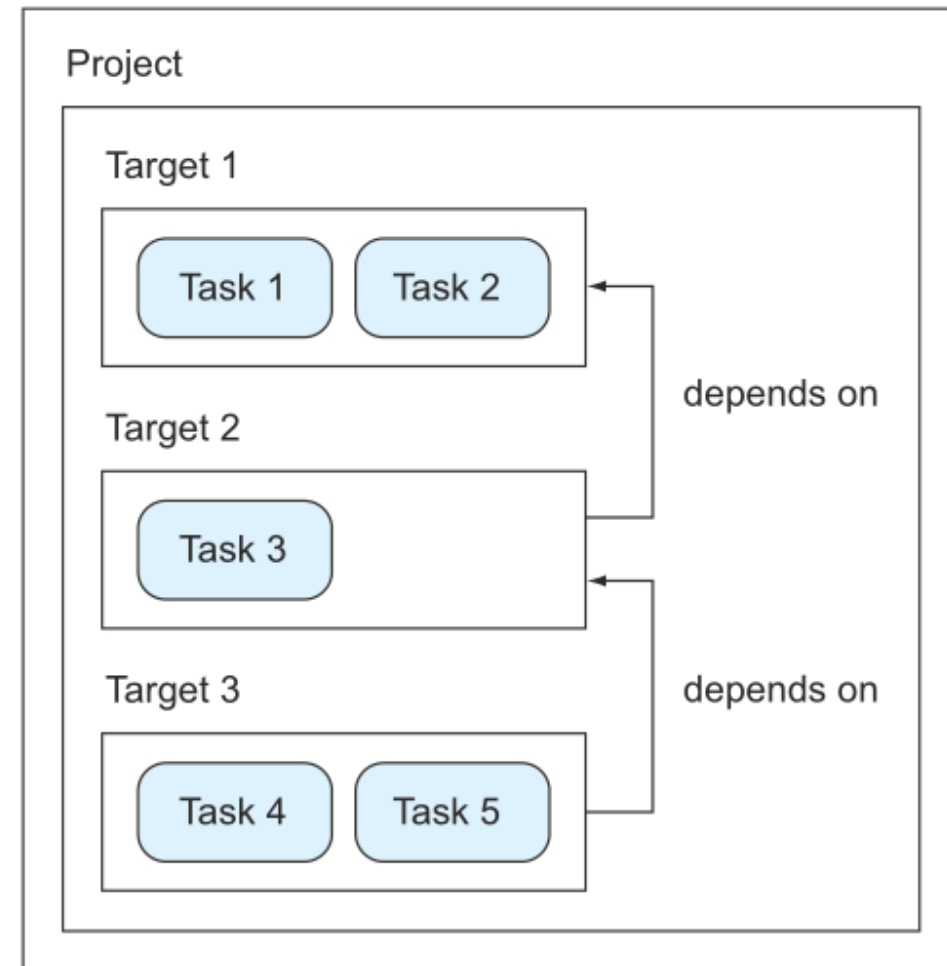 Project
Target 1
Task 1
Task 2
depends on
Target 2
Task 3
depends on
Target 3
Task 4
Task 5